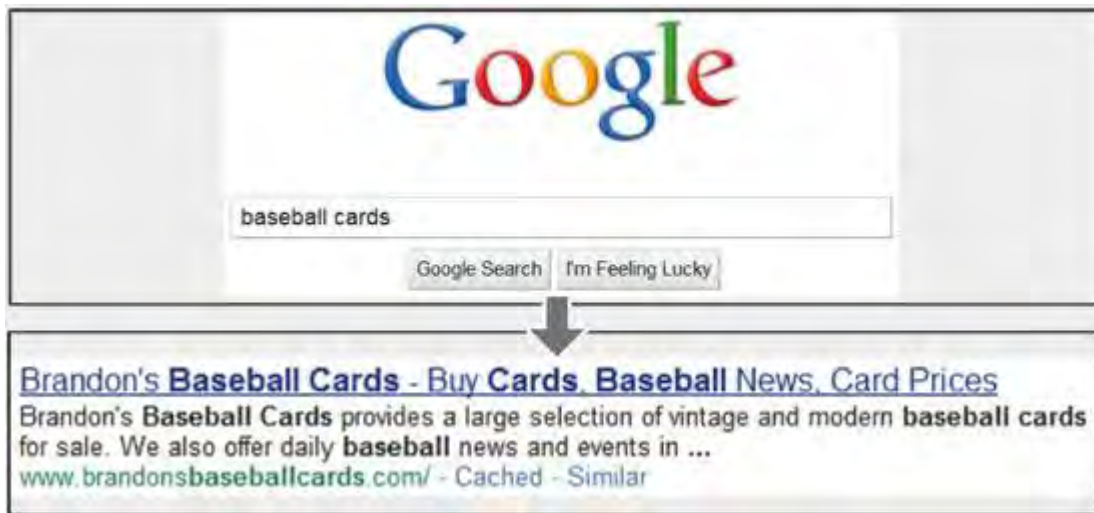 Google
baseball cards
Google Search I'm Feeling Lucky
Brandon's Baseball Cards - Buy Cards, Baseball News, Card Prices
Brandon's Baseball Cards provides a large selection of vintage and modern baseball cards
for sale. We also offer daily baseball news and events in ...
www.brandonsbaseballcards.com/ - Cached - Similar